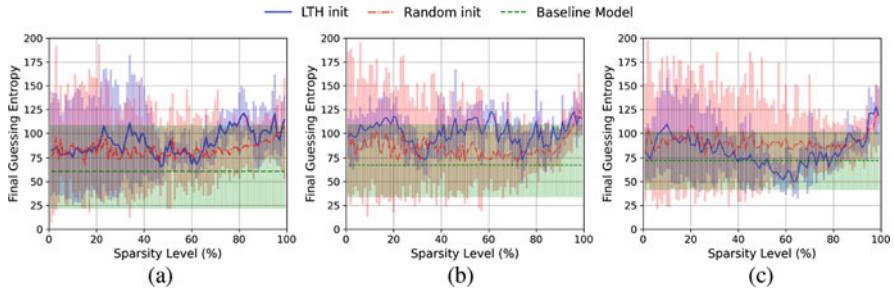 LTH init Random init Baseline Model
Final Guessing Entropy
200
175
150
125
100
75
50
25
0
0 20 40 60 80 100
Sparsity Level (%)
(a)
Final Guessing Entropy
200
175
150
125
100
75
50
25
0
0 20 40 60 80 100
Sparsity Level (%)
(b)
Final Guessing Entropy
200
175
150
125
100
75
50
25
0
0 20 40 60 80 100
Sparsity Level (%)
(c)